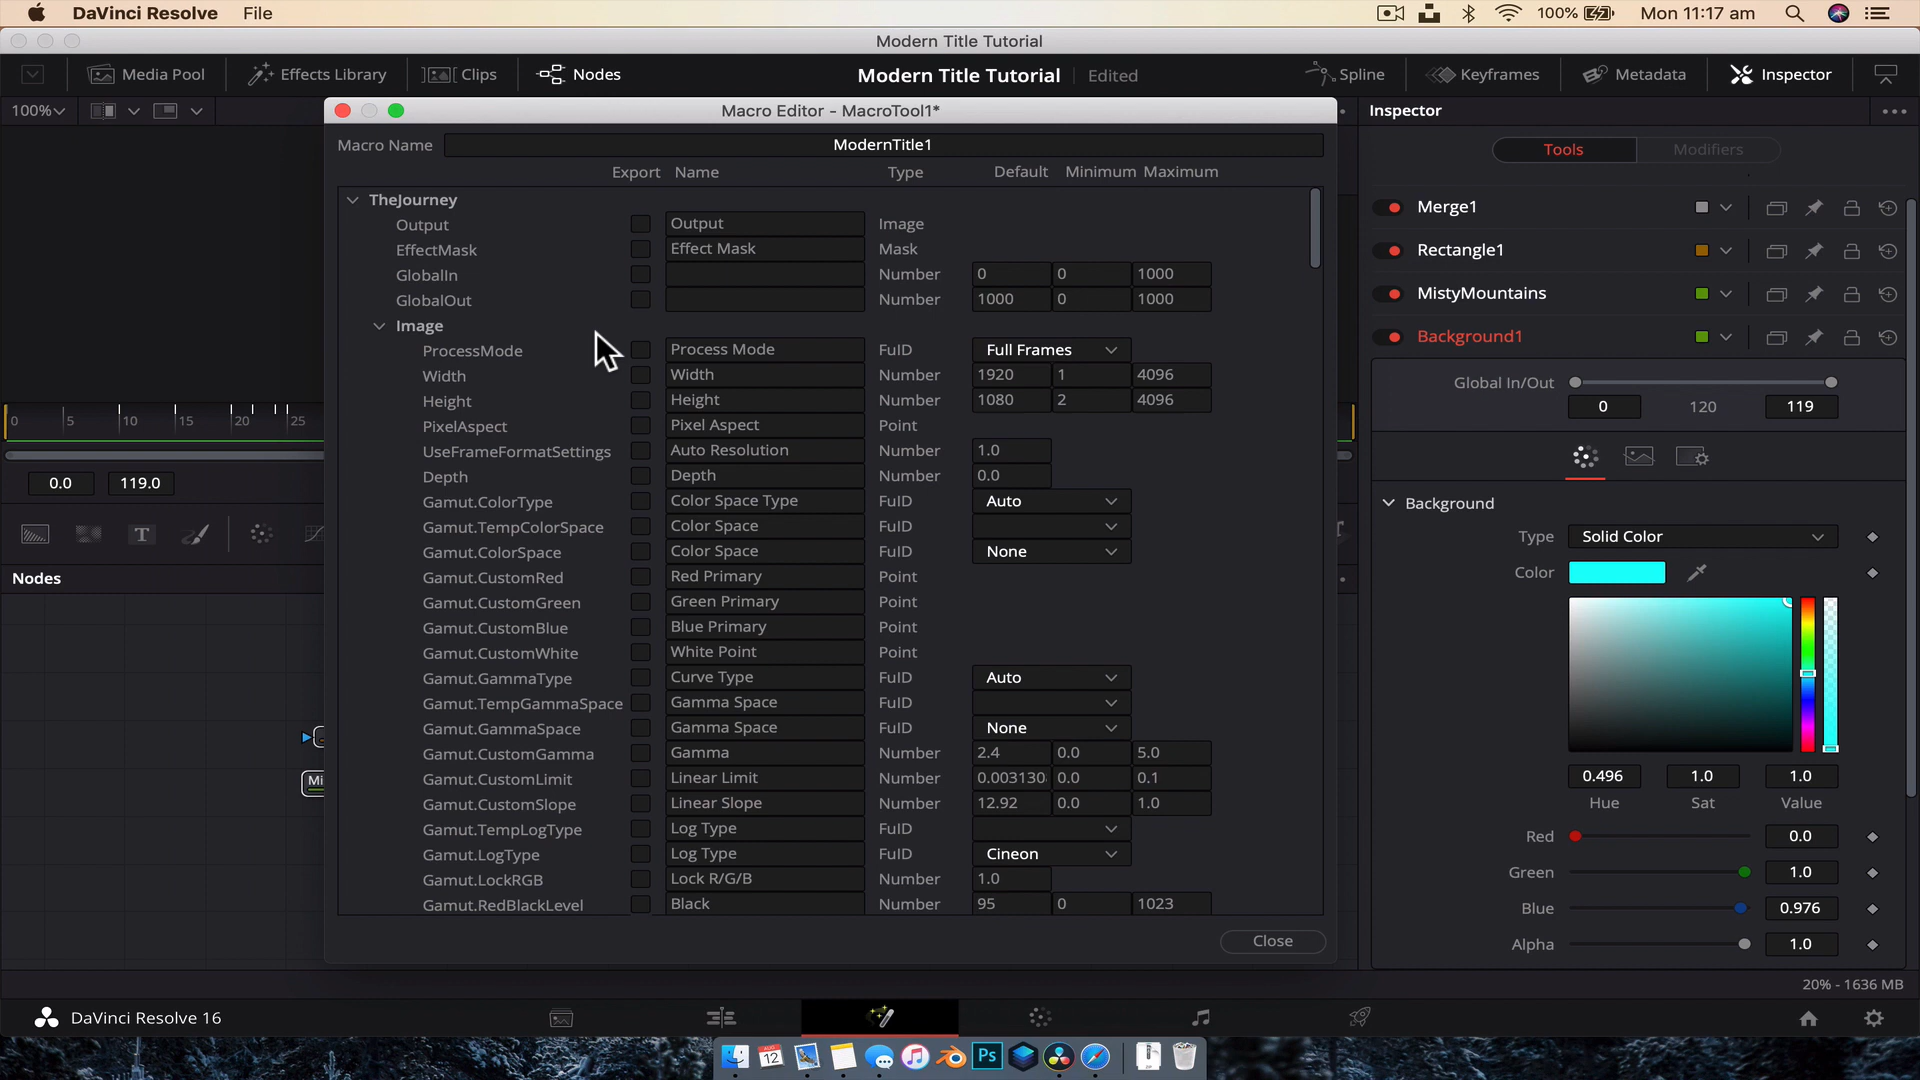 DaVinci Resolve File 100% Mon 11:17 am
Modern Title Tutorial
Media Pool Effects Library Clips Nodes Modern Title Tutorial Edited Spline Keyframes Metadata Inspector
100% Macro Editor - MacroTool1* Inspector
Macro Name ModernTitle1 Tools Modifiers
Export Name Type Default Minimum Maximum
TheJourney Merge1
Output Output Image
EffectMask Effect Mask Mask Rectangle1
GlobalIn Number 0 0 1000
GlobalOut Number 1000 0 1000 MistyMountains
Image Background1
ProcessMode Process Mode FuID Full Frames
Width Width Number 1920 1 4096 Global In/Out
Height Height Number 1080 2 4096 0 120 119
0 5 10 15 20 25 PixelAspect Pixel Aspect Point
UseFrameFormatSettings Auto Resolution Number 1.0
0.0 119.0 Depth Depth Number 0.0
Gamut.ColorType Color Space Type FuID Auto Background
T Gamut.TempColorSpace Color Space FuID Type Solid Color
Gamut.ColorSpace Color Space FuID None
Nodes Gamut.CustomRed Red Primary Point Color
Gamut.CustomGreen Green Primary Point
Gamut.CustomBlue Blue Primary Point
Gamut.CustomWhite White Point Point
Gamut.GammaType Curve Type FuID Auto
Gamut.TempGammaSpace Gamma Space FuID
Gamut.GammaSpace Gamma Space FuID None
Gamut.CustomGamma Gamma Number 2.4 0.0 5.0
Mi Gamut.CustomLimit Linear Limit Number 0.003130 0.0 0.1 0.496 1.0 1.0
Gamut.CustomSlope Linear Slope Number 12.92 0.0 1.0 Hue Sat Value
Gamut.TempLogType Log Type FuID Red 0.0
Gamut.LogType Log Type FuID Cineon
Gamut.LockRGB Lock R/G/B Number 1.0 Green 1.0
Gamut.RedBlackLevel Black Number 95 0 1023 Blue 0.976
Close Alpha 1.0
20% - 1636 MB
DaVinci Resolve 16
AUG
12 Ps